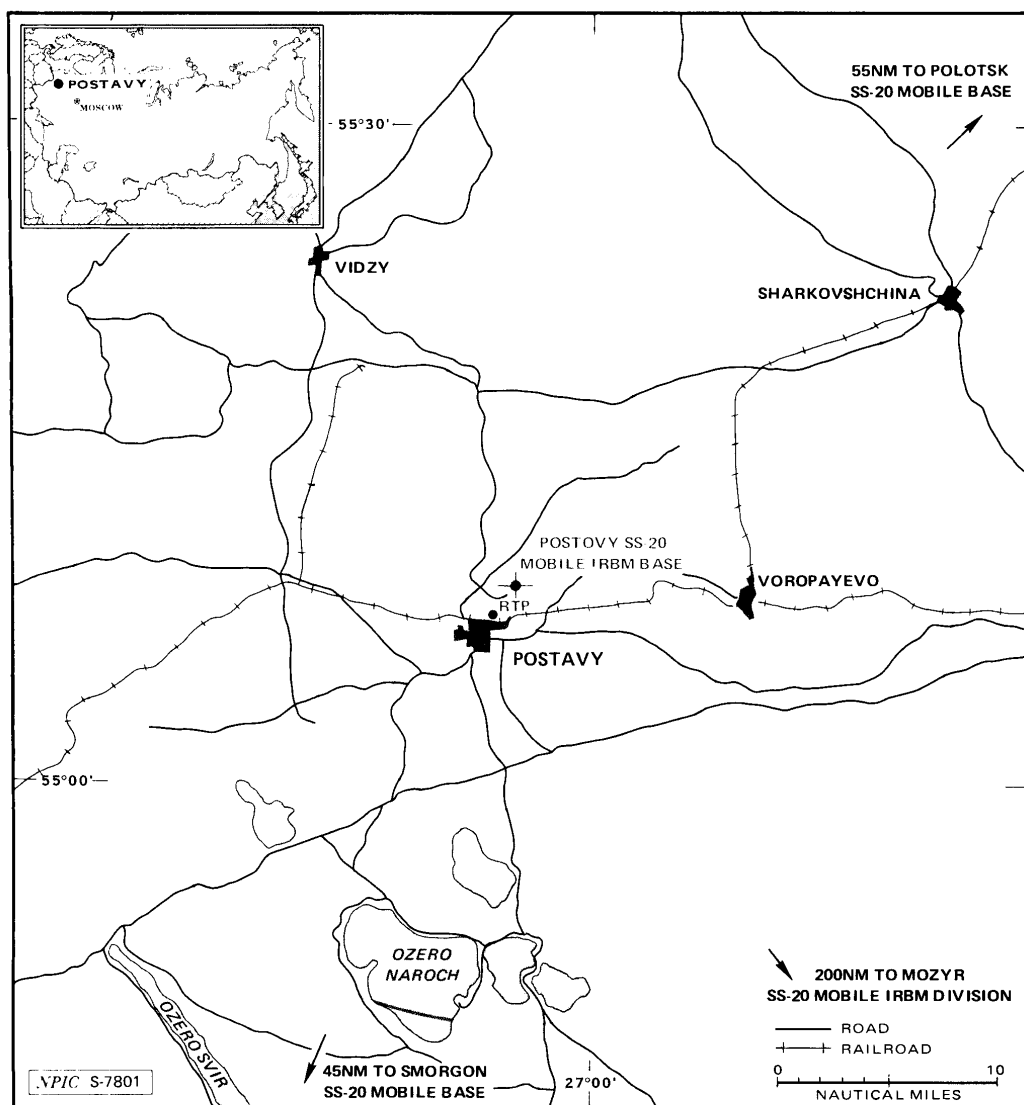 POSTAVY
MOSCOW
55°30'
55NM TO POLOTSK
SS-20 MOBILE BASE
VIDZY
SHARKOVSHCHINA
POSTOVY SS-20
MOBILE IRBM BASE
VOROPAYEVO
RTP
POSTAVY
55°00'
OZERO
NAROCH
OZERO SVIR
200NM TO MOZYR
SS-20 MOBILE IRBM DIVISION
ROAD
RAILROAD
45NM TO SMORGON
SS-20 MOBILE BASE
27°00'
0 10
NAUTICAL MILES
NPIC S-7801